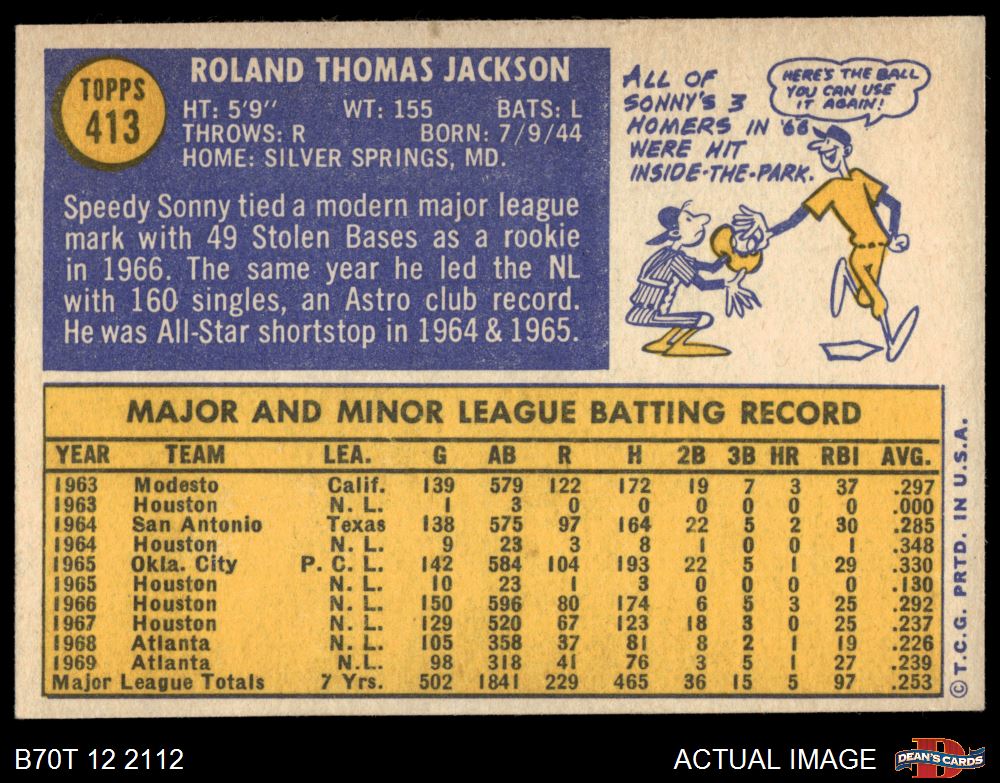 TOPPS
413
ROLAND THOMAS JACKSON
HT: 5'9" WT: 155 BATS: L
THROWS: R BORN: 7/9/44
HOME: SILVER SPRINGS, MD.
Speedy Sonny tied a modern major league
mark with 49 Stolen Bases as a rookie
in 1966. The same year he led the NL
with 160 singles, an Astro club record.
He was All-Star shortstop in 1964 & 1965.
ALL OF
SONNY'S 3
HOMERS IN '66
WERE HIT
INSIDE-THE-PARK.
HERE'S THE BALL
YOU CAN USE
IT AGAIN!
MAJOR AND MINOR LEAGUE BATTING RECORD
YEAR TEAM LEA. G AB R H 2B 3B HR RBI AVG.
1963 Modesto Calif. 139 579 122 172 19 7 3 37 .297
1963 Houston N. L. 1 3 0 0 0 0 0 0 .000
1964 San Antonio Texas 138 575 97 164 22 5 2 30 .285
1964 Houston N. L. 9 23 3 8 1 0 0 1 .348
1965 Okla. City P. C. L. 142 584 104 193 22 5 1 29 .330
1965 Houston N. L. 10 23 1 3 0 0 0 0 .130
1966 Houston N. L. 150 596 80 174 6 5 3 25 .292
1967 Houston N. L. 129 520 67 123 18 3 0 25 .237
1968 Atlanta N. L. 105 358 37 81 8 2 1 19 .226
1969 Atlanta N.L. 98 318 41 76 3 5 1 27 .239
Major League Totals 7 Yrs. 502 1841 229 465 36 15 5 97 .253
© T.C.G. PRTD. IN U.S.A.
B70T 12 2112
ACTUAL IMAGE
D
DEAN'S CARDS